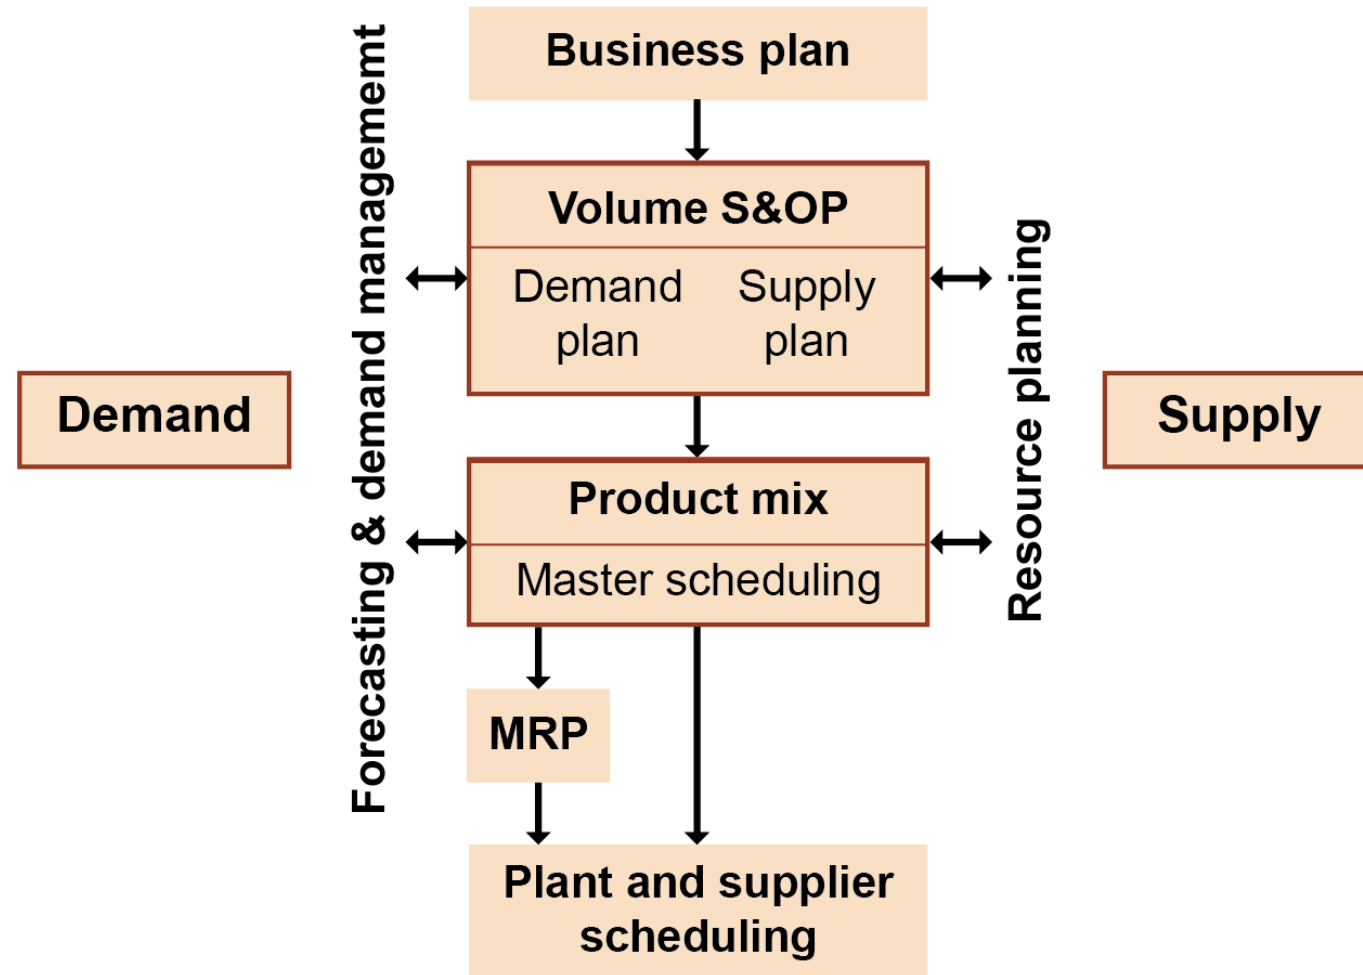 Business plan
Forecasting & demand managememt
Volume S&OP
Demand
plan
Supply
plan
Resource planning
Demand
Supply
Product mix
Master scheduling
MRP
Plant and supplier
scheduling